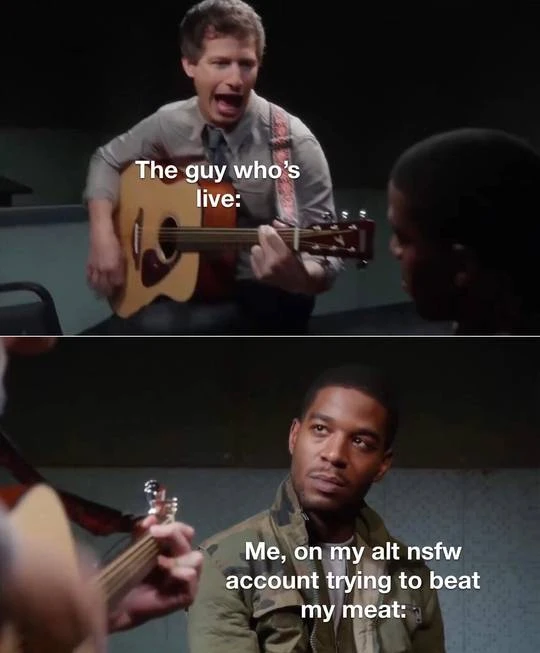 The guy who's
live:
Me, on my alt nsfw
account trying to beat
my meat: